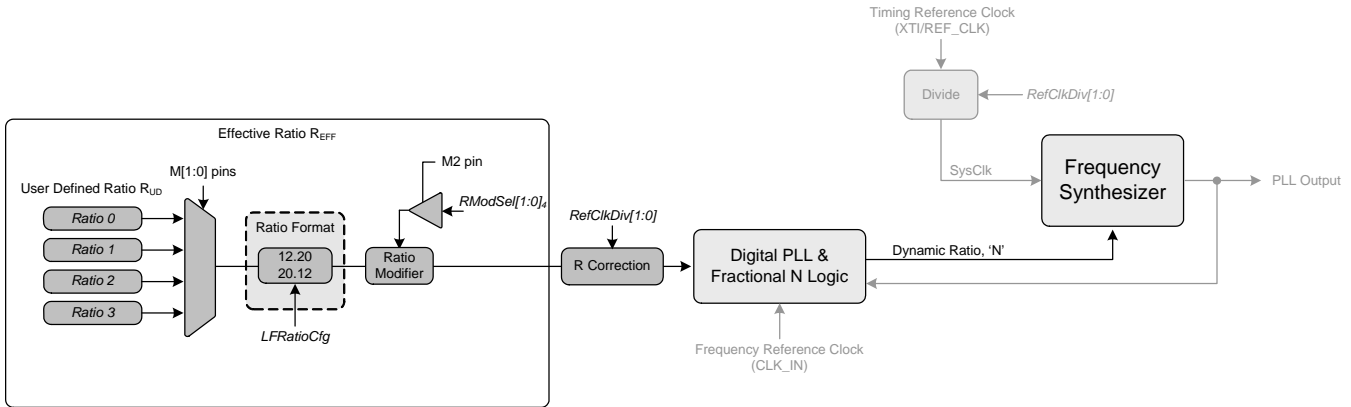 Timing Reference Clock
(XTI/REF_CLK)
Divide
RefClkDiv[1:0]
Effective Ratio REFF
M[1:0] pins
M2 pin
User Defined Ratio RUD
SysClk
Frequency
Synthesizer
PLL Output
Ratio 0
Ratio 1
Ratio 2
Ratio 3
Ratio Format
12.20
20.12
LFRatioCfg
RModSel[1:0]4
Ratio
Modifier
RefClkDiv[1:0]
R Correction
Digital PLL &
Fractional N Logic
Dynamic Ratio, ‘N’
Frequency Reference Clock
(CLK_IN)